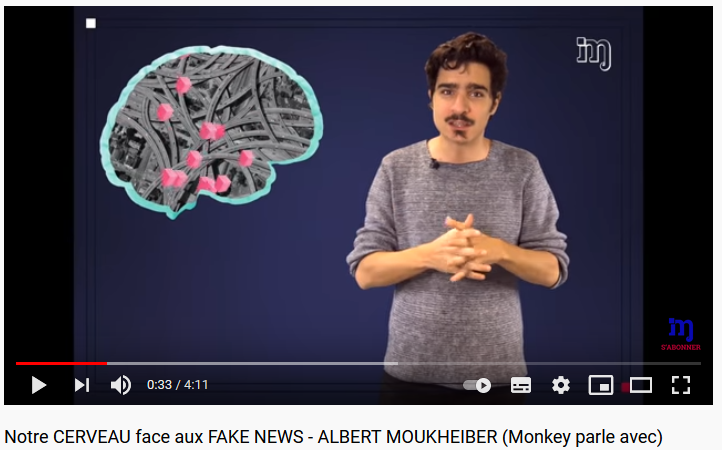 0:33 / 4:11
S'ABONNER
Notre CERVEAU face aux FAKE NEWS - ALBERT MOUKHEIBER (Monkey parle avec)